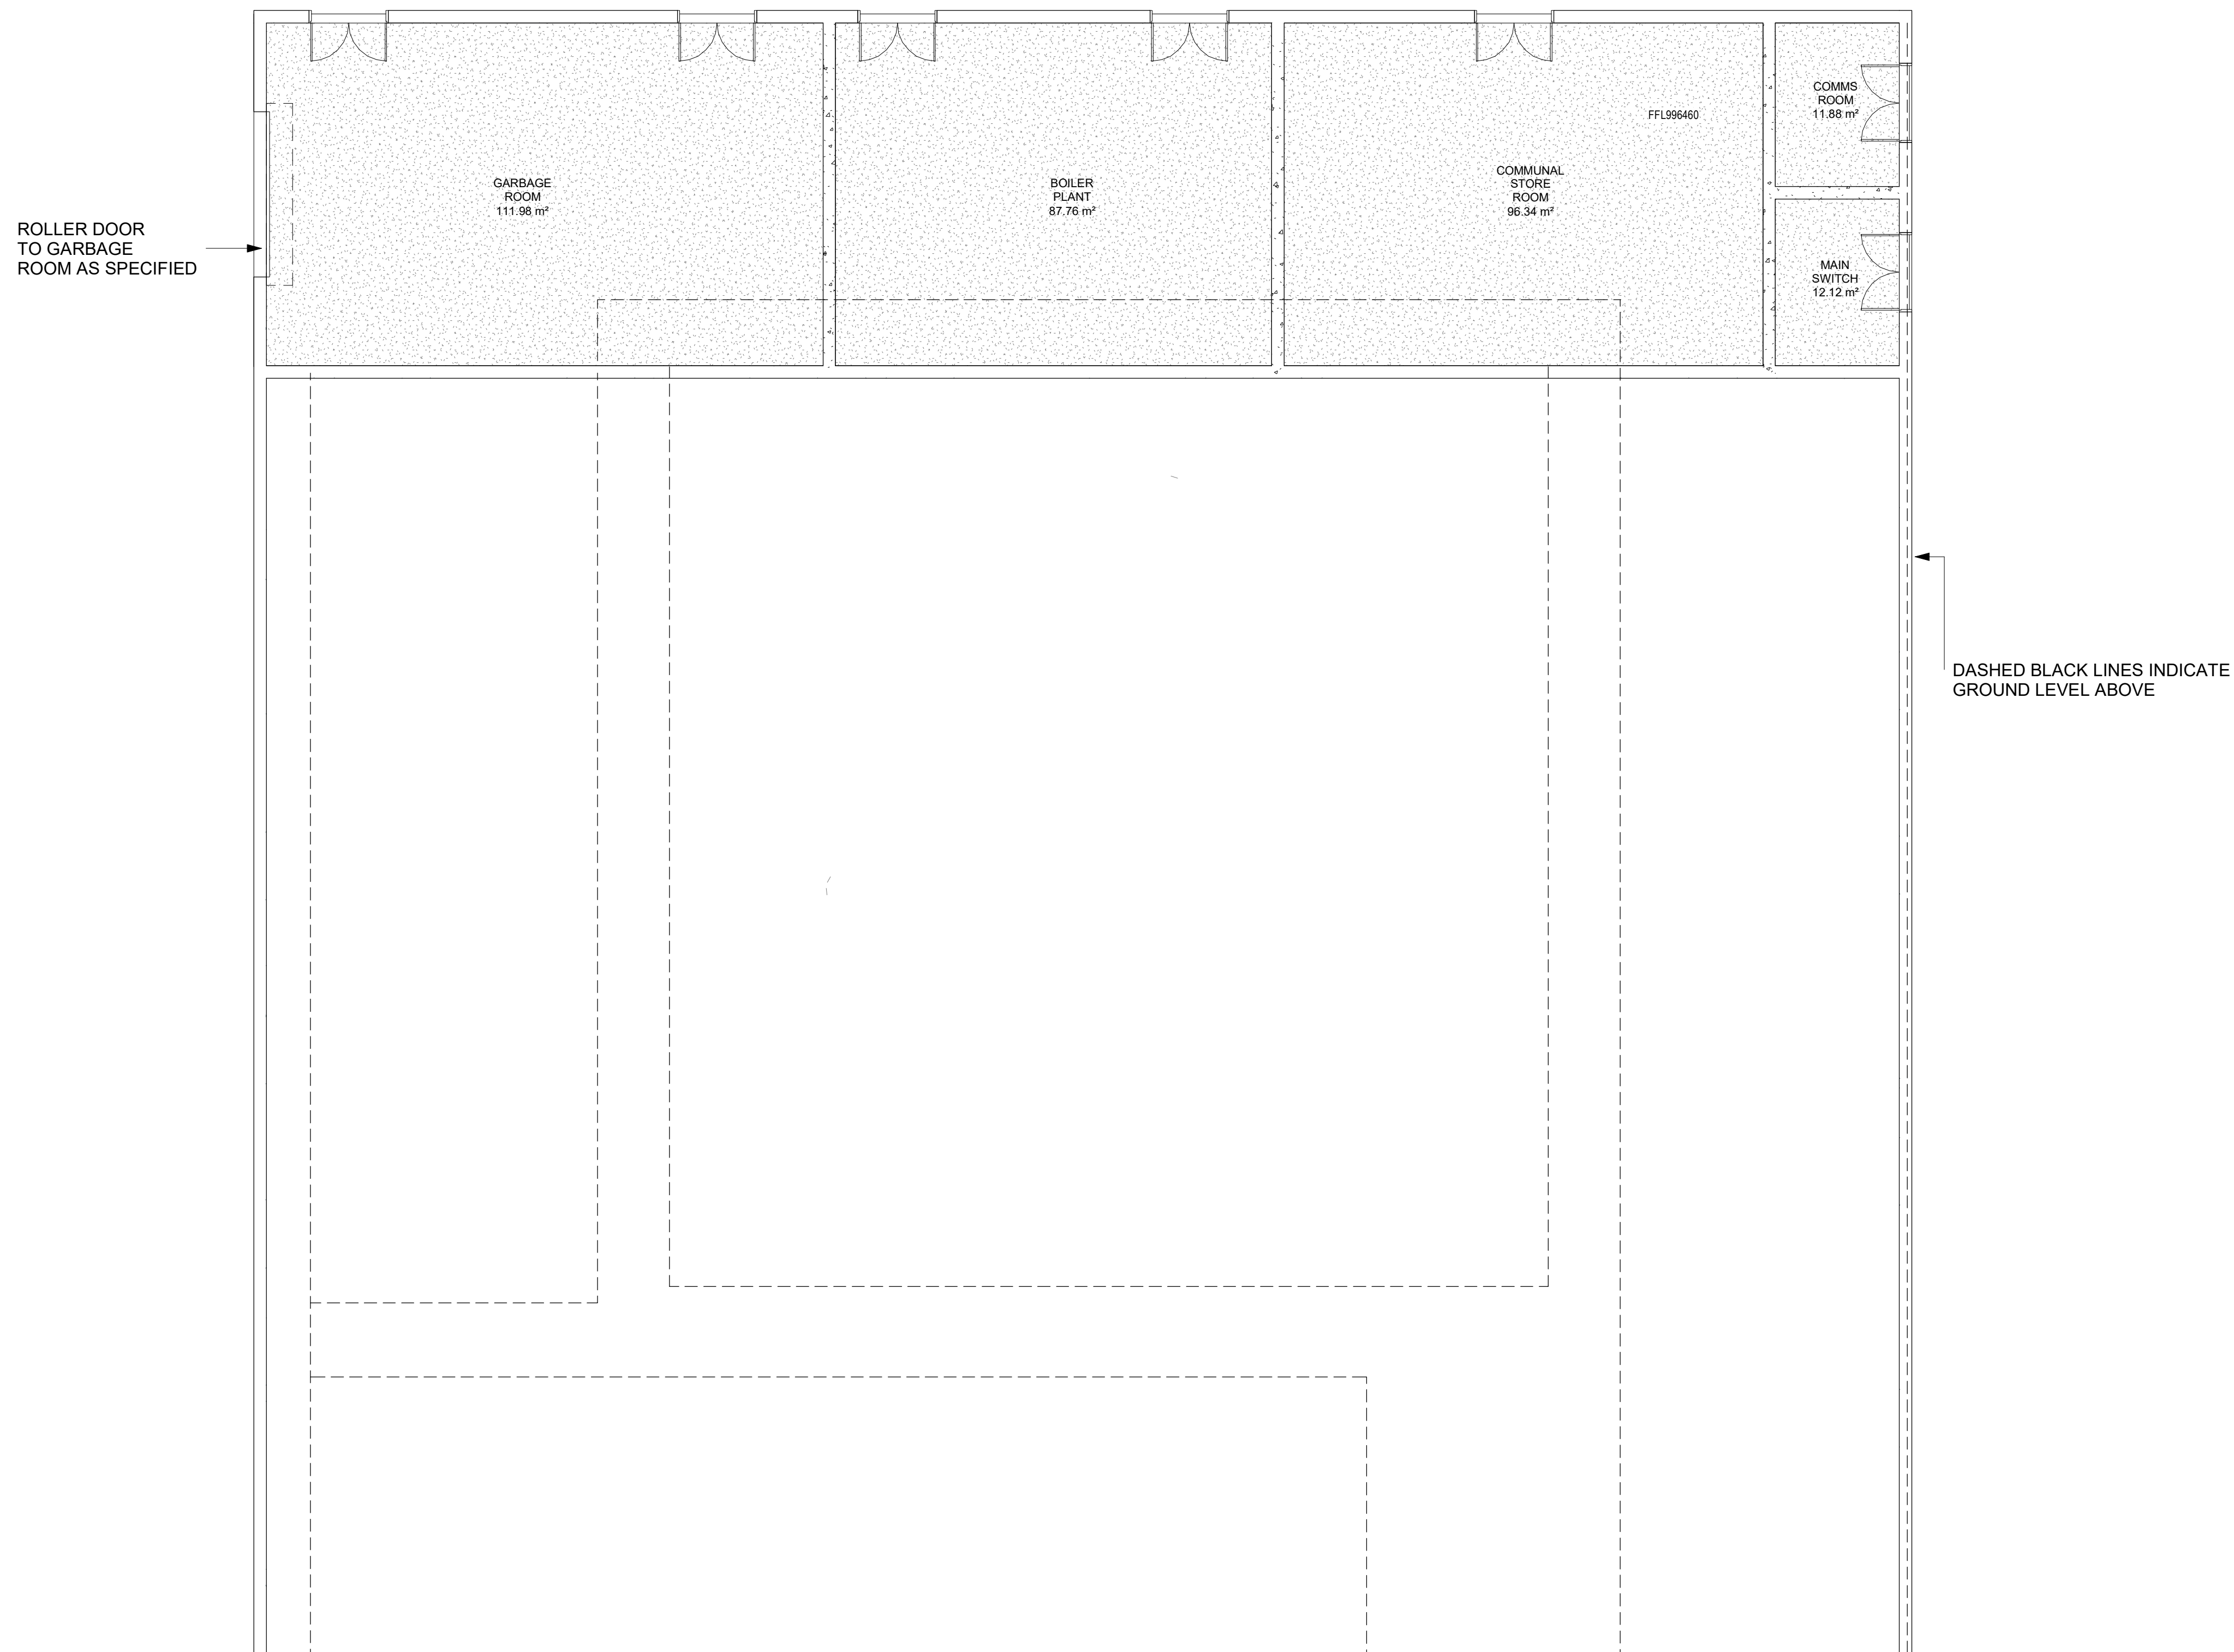 COMMS
ROOM
11.88 m²
FFL996460
GARBAGE
ROOM
111.98 m²
BOILER
PLANT
87.76 m²
COMMUNAL
STORE
ROOM
96.34 m²
ROLLER DOOR
TO GARBAGE
ROOM AS SPECIFIED
MAIN
SWITCH
12.12 m²
DASHED BLACK LINES INDICATE
GROUND LEVEL ABOVE